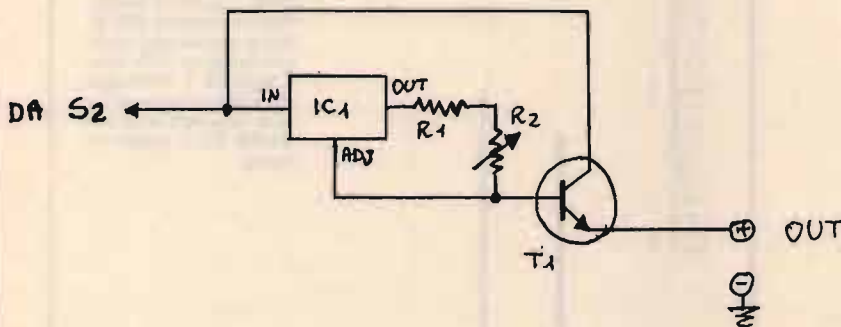 DA S2
IN
IC1
OUT
ADJ
R1
R2
T1
+
OUT
-